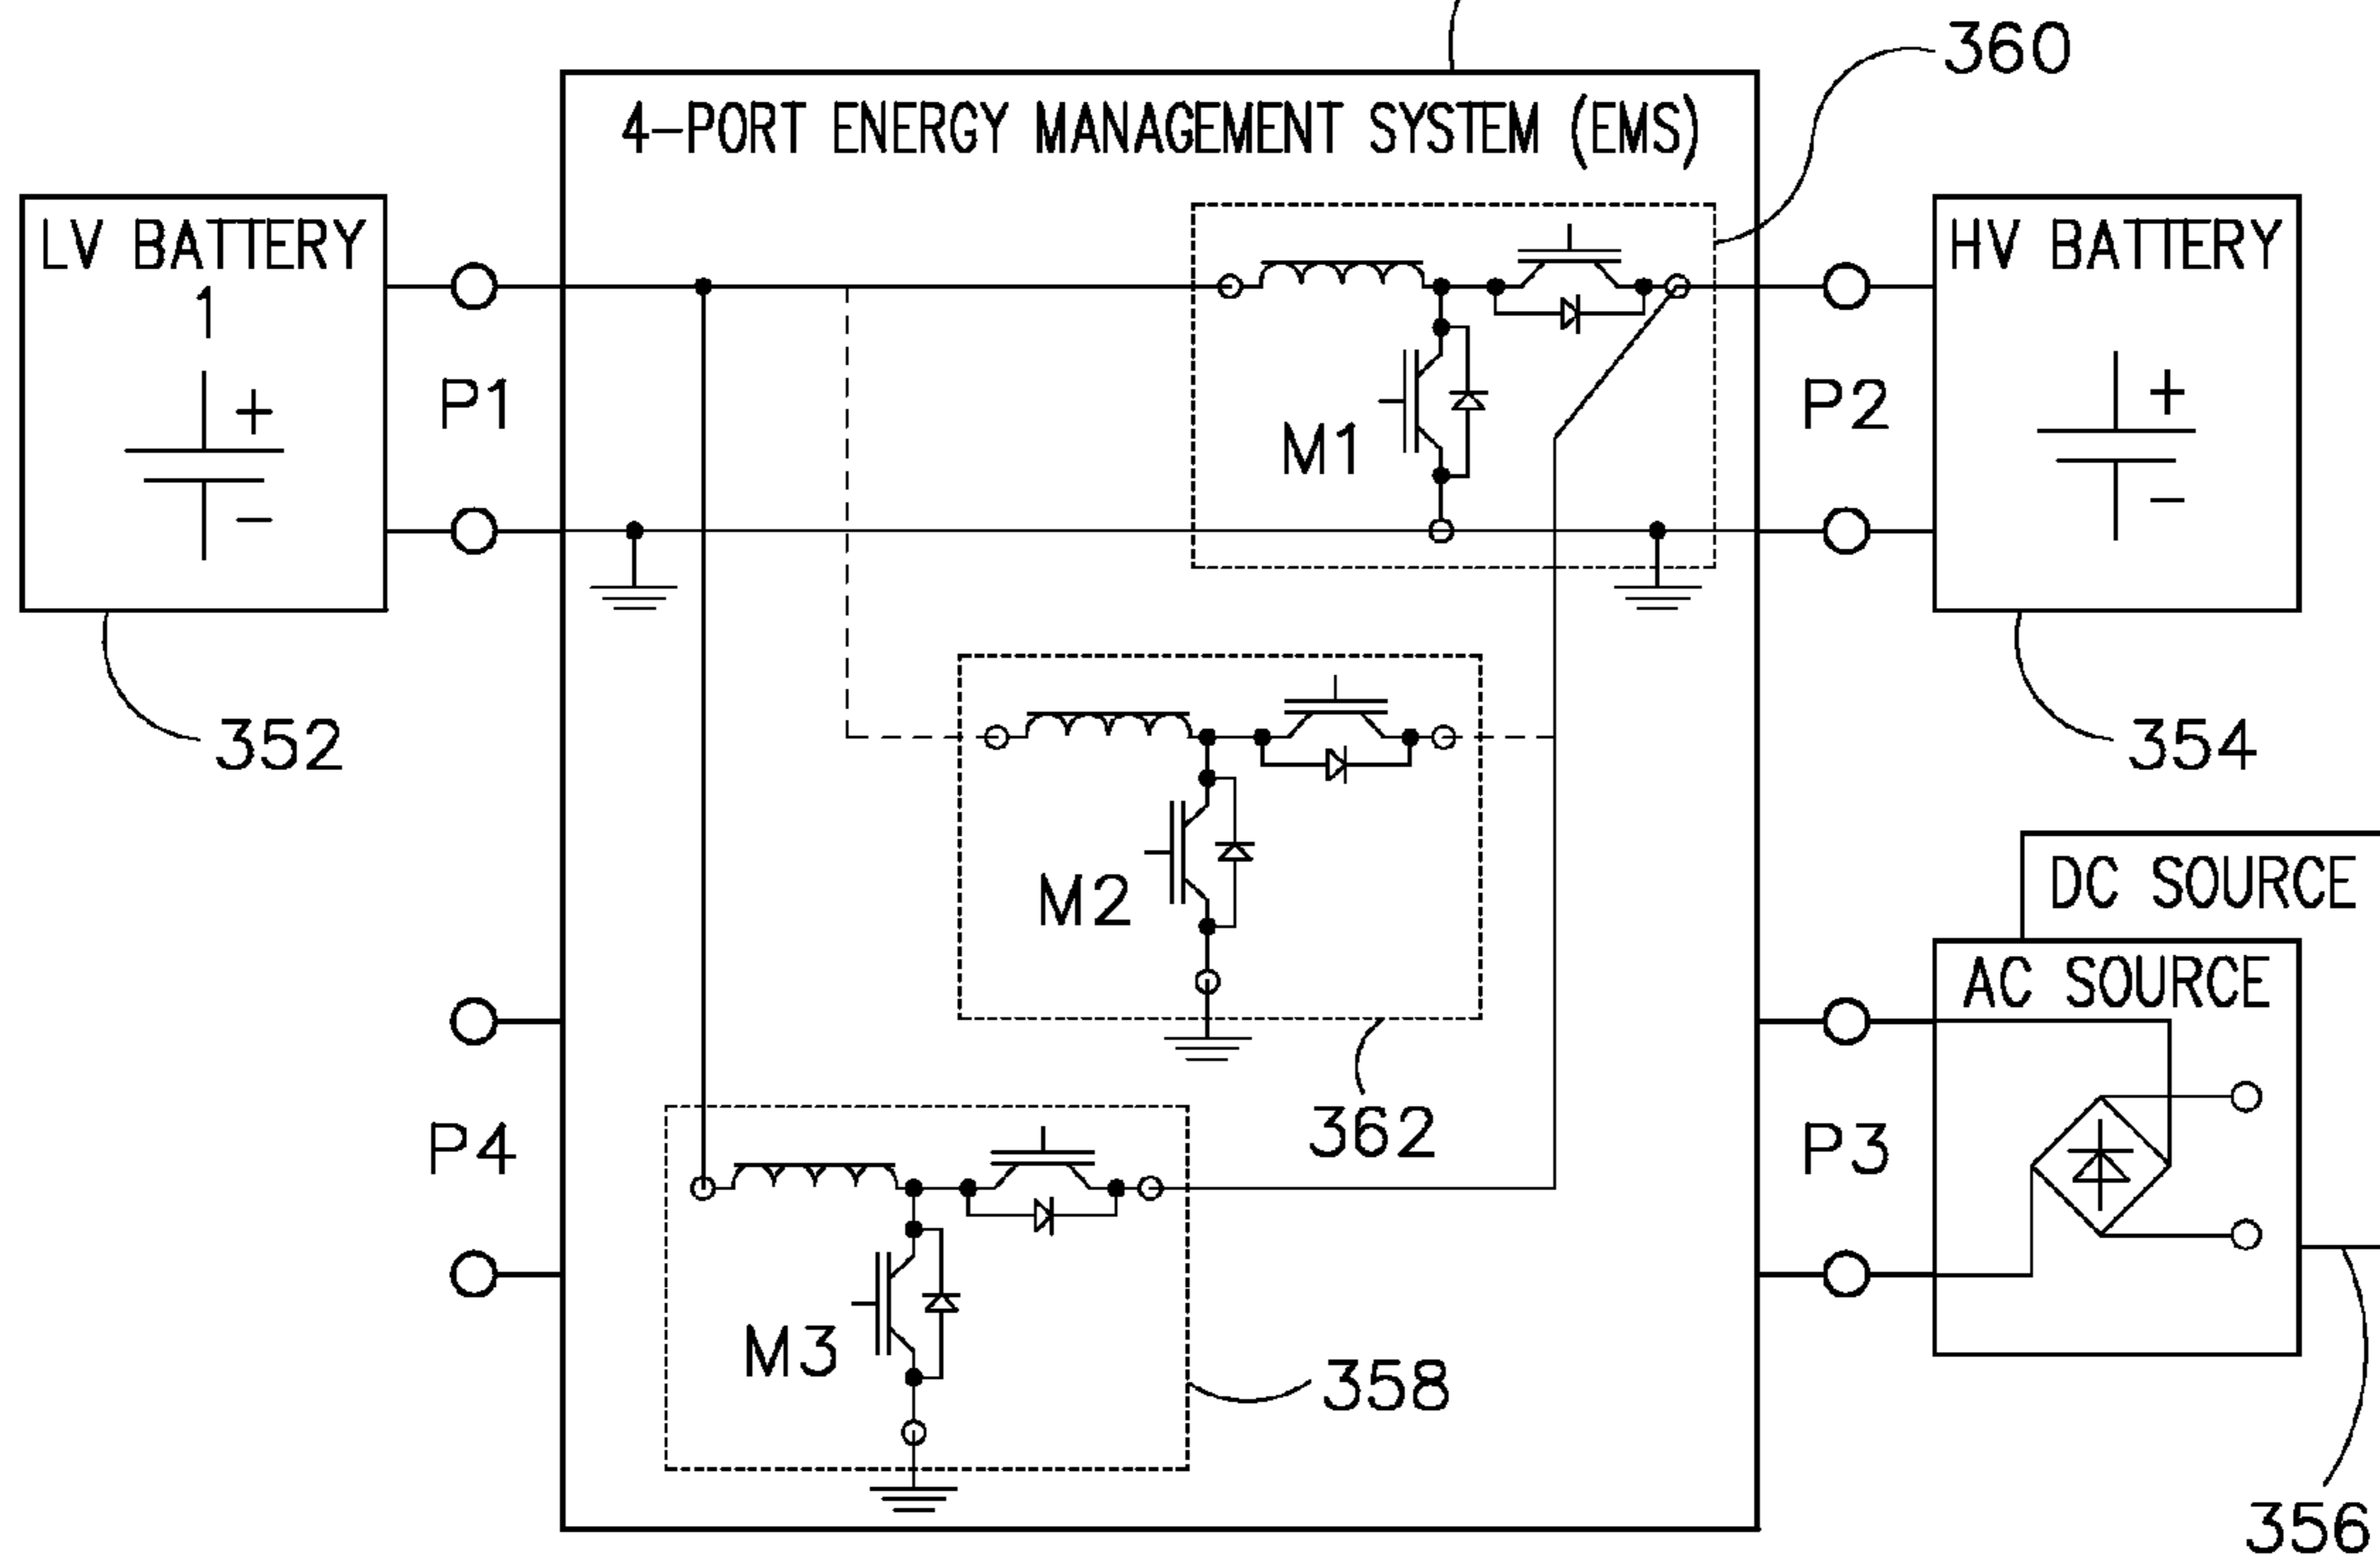 360
4-PORT ENERGY MANAGEMENT SYSTEM (EMS)
LV BATTERY
1
+
−
P1
M1
P2
HV BATTERY
+
−
352
354
M2
362
DC SOURCE
AC SOURCE
P4
P3
M3
358
356